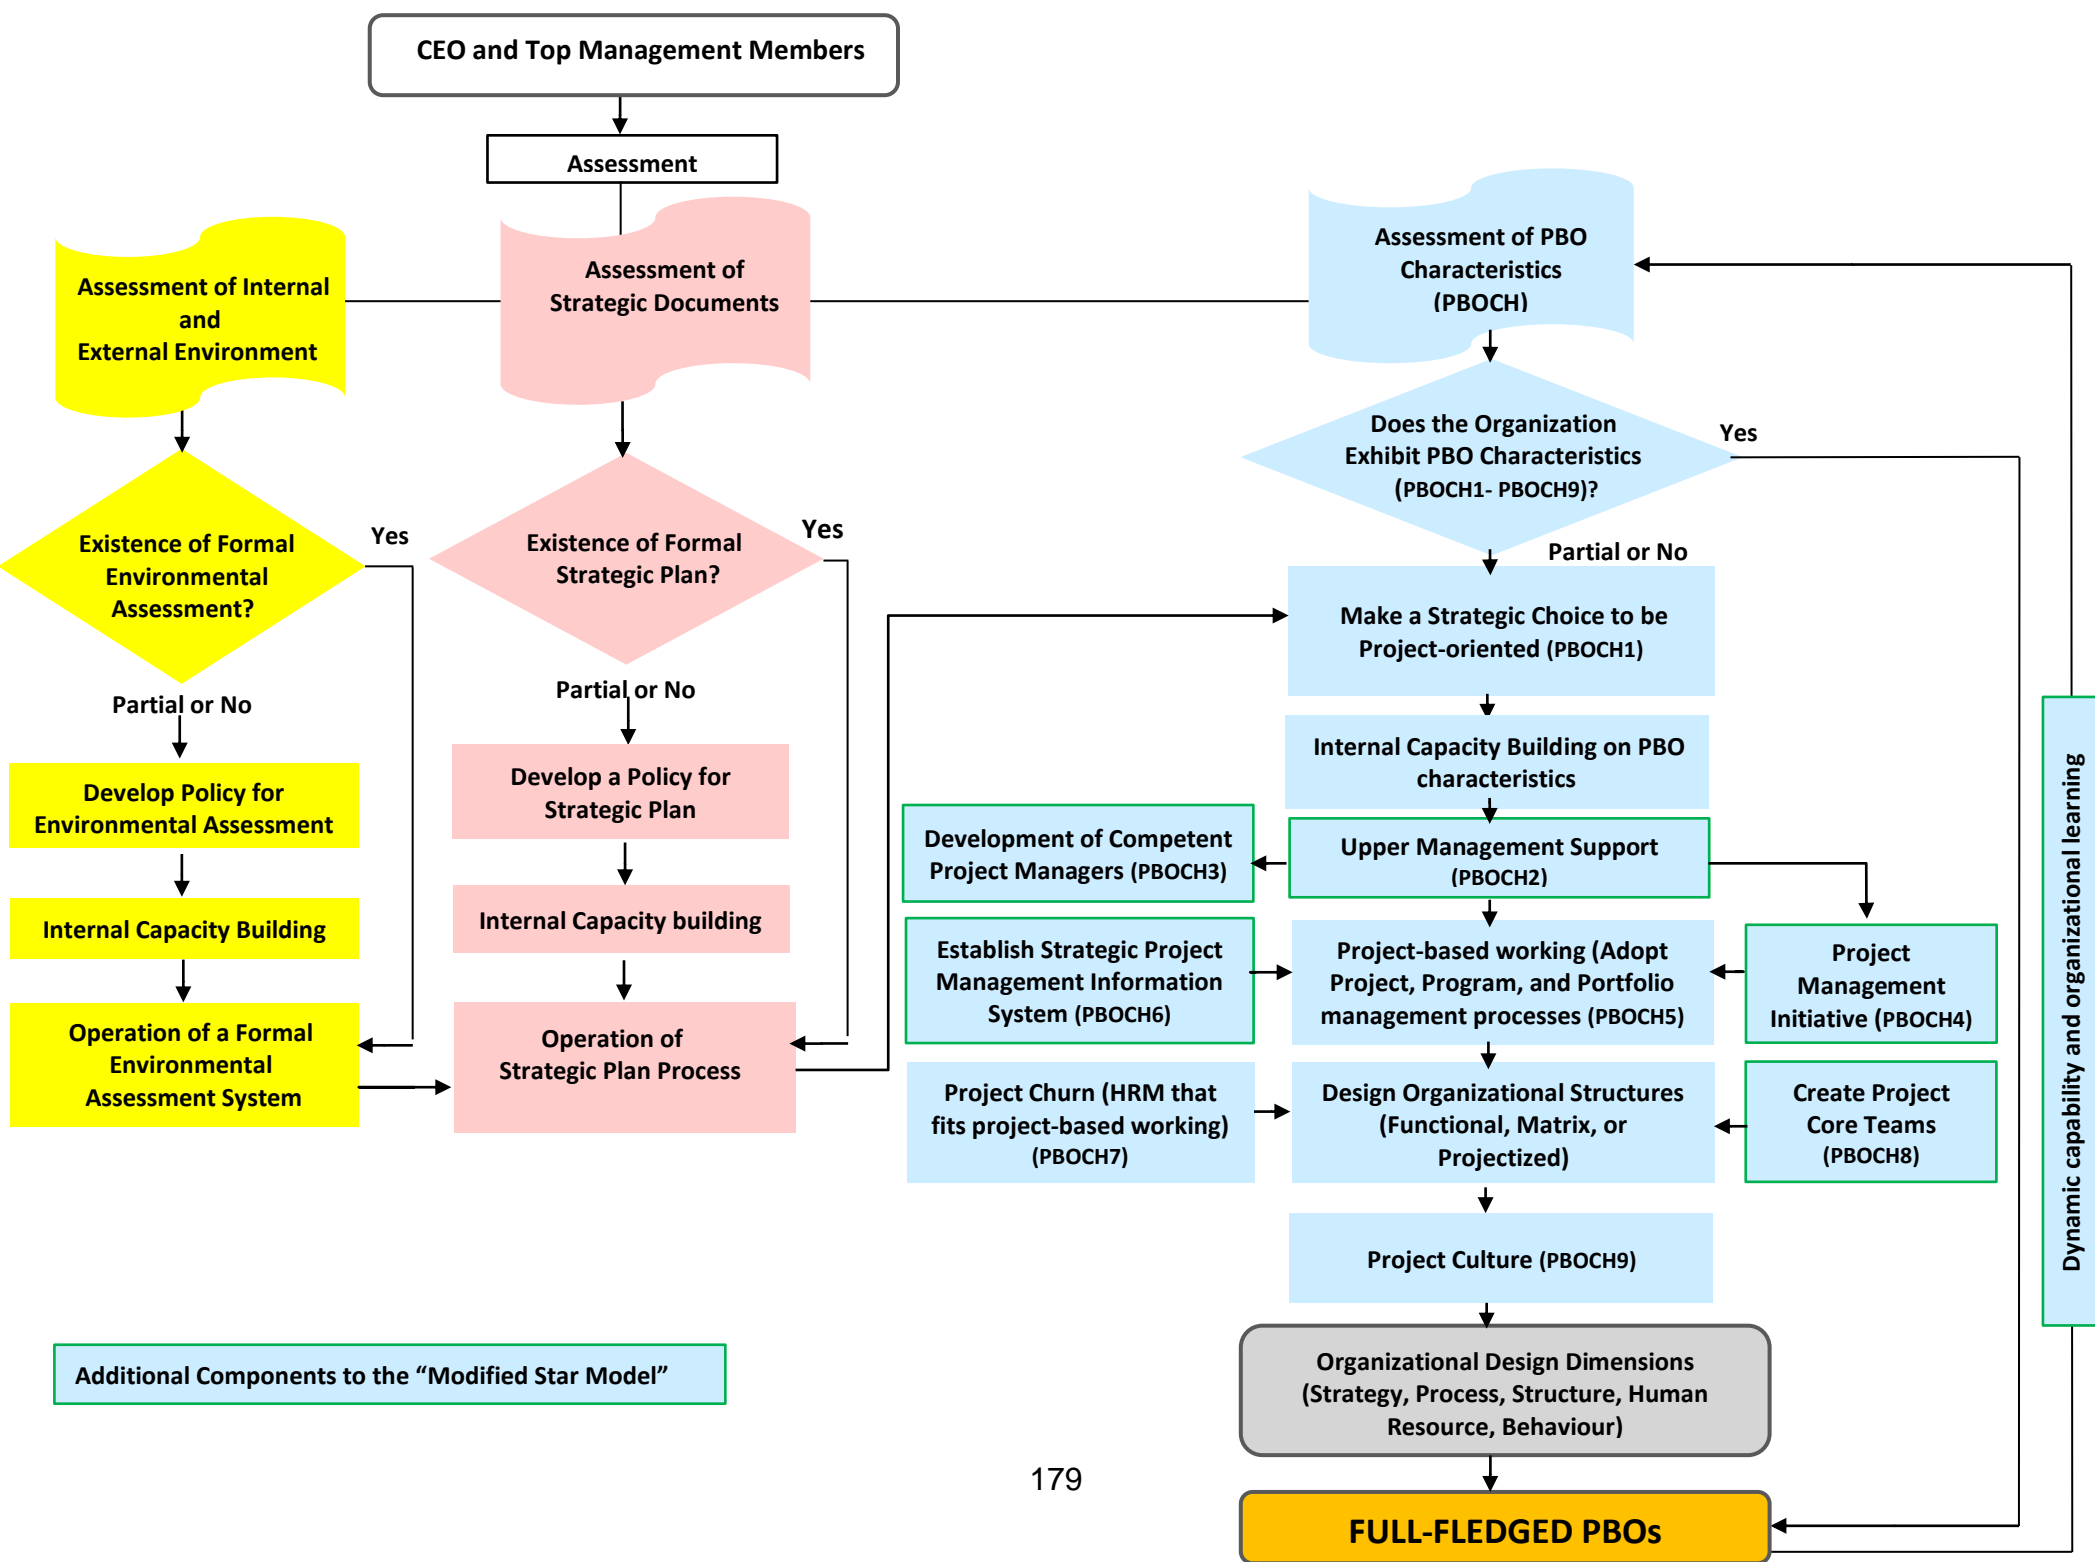 CEO and Top Management Members
Assessment
Assessment of Internal
and
External Environment
Assessment of
Strategic Documents
Assessment of PBO
Characteristics
(PBOCH)
Does the Organization
Exhibit PBO Characteristics
(PBOCH1- PBOCH9)?
Yes
Partial or No
Existence of Formal
Environmental
Assessment?
Yes
Partial or No
Existence of Formal
Strategic Plan?
Yes
Partial or No
Develop Policy for
Environmental Assessment
Internal Capacity Building
Operation of a Formal
Environmental
Assessment System
Develop a Policy for
Strategic Plan
Internal Capacity building
Operation of
Strategic Plan Process
Make a Strategic Choice to be
Project-oriented (PBOCH1)
Internal Capacity Building on PBO
characteristics
Development of Competent
Project Managers (PBOCH3)
Upper Management Support
(PBOCH2)
Establish Strategic Project
Management Information
System (PBOCH6)
Project-based working (Adopt
Project, Program, and Portfolio
management processes (PBOCH5)
Project
Management
Initiative (PBOCH4)
Project Churn (HRM that
fits project-based working)
(PBOCH7)
Design Organizational Structures
(Functional, Matrix, or
Projectized)
Create Project
Core Teams
(PBOCH8)
Project Culture (PBOCH9)
Dynamic capability and organizational learning
Organizational Design Dimensions
(Strategy, Process, Structure, Human
Resource, Behaviour)
Additional Components to the “Modified Star Model”
179
FULL-FLEDGED PBOs